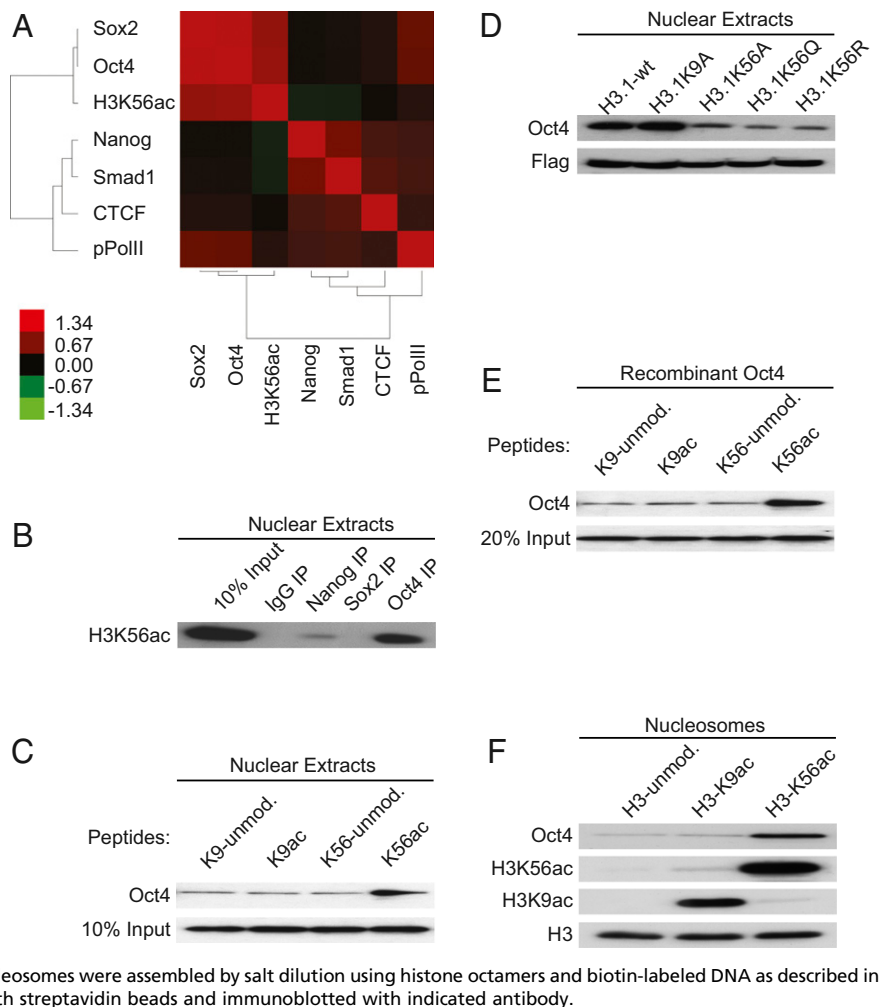 A
Sox2
Oct4
H3K56ac
Nanog
Smad1
CTCF
pPolII
1.34
0.67
0.00
-0.67
-1.34
Sox2
Oct4
H3K56ac
Nanog
Smad1
CTCF
pPolII
B
Nuclear Extracts
10% Input
IgG IP
Nanog IP
Sox2 IP
Oct4 IP
H3K56ac
C
Nuclear Extracts
Peptides:
K9-unmod.
K9ac
K56-unmod.
K56ac
Oct4
10% Input
D
Nuclear Extracts
H3.1-wt
H3.1K9A
H3.1K56A
H3.1K56Q
H3.1K56R
Oct4
Flag
E
Recombinant Oct4
Peptides:
K9-unmod.
K9ac
K56-unmod.
K56ac
Oct4
20% Input
F
Nucleosomes
H3-unmod.
H3-K9ac
H3-K56ac
Oct4
H3K56ac
H3K9ac
H3
leosomes were assembled by salt dilution using histone octamers and biotin-labeled DNA as described in
th streptavidin beads and immunoblotted with indicated antibody.